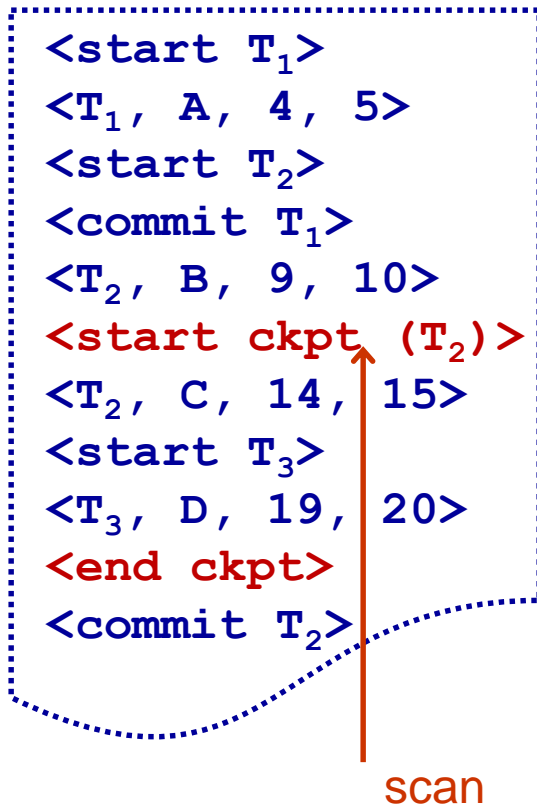 <start T₁>
<T₁, A, 4, 5>
<start T₂>
<commit T₁>
<T₂, B, 9, 10>
<start ckpt (T₂)>
<T₂, C, 14, 15>
<start T₃>
<T₃, D, 19, 20>
<end ckpt>
<commit T₂>
scan